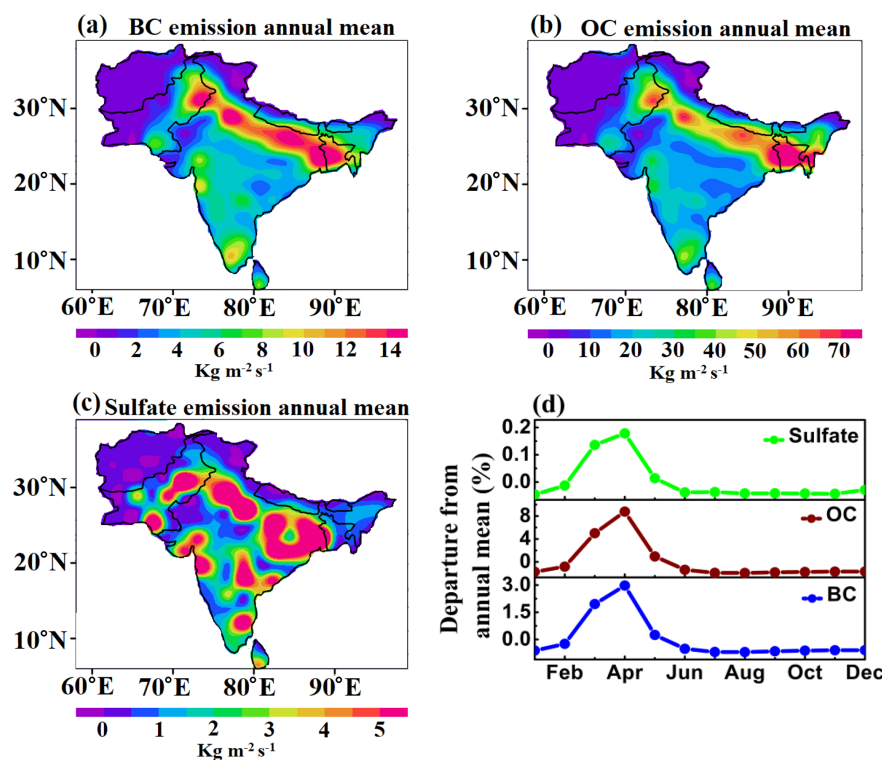 (a) BC emission annual mean
30°N
20°N
10°N
60°E 70°E 80°E 90°E
0 2 4 6 8 10 12 14
Kg m⁻² s⁻¹
(b) OC emission annual mean
30°N
20°N
10°N
60°E 70°E 80°E 90°E
0 10 20 30 40 50 60 70
Kg m⁻² s⁻¹
(c) Sulfate emission annual mean
30°N
20°N
10°N
60°E 70°E 80°E 90°E
0 1 2 3 4 5
Kg m⁻² s⁻¹
(d)
Departure from
annual mean (%)
0.2
0.0
Sulfate
8
0
OC
3.0
1.5
0.0
BC
Feb Apr Jun Aug Oct Dec